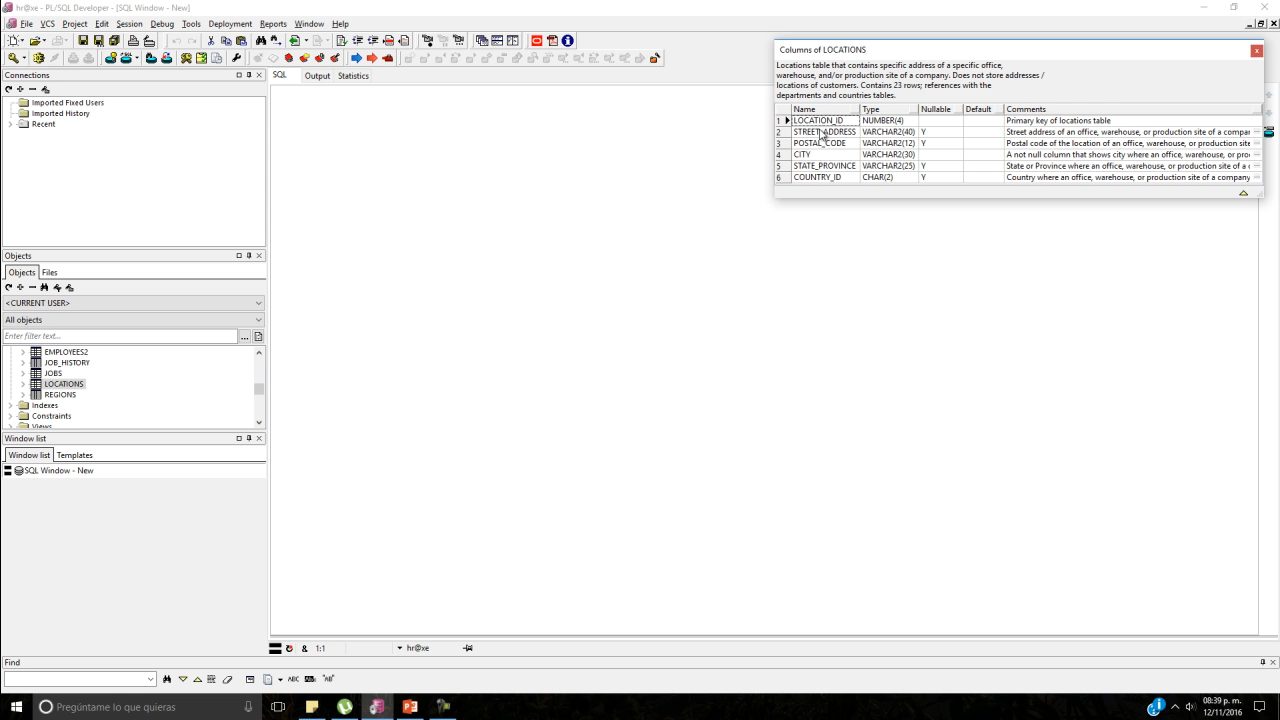 hr@xe - PL/SQL Developer - [SQL Window - New]
File VCS Project Edit Session Debug Tools Deployment Reports Window Help
Connections
Imported Fixed Users
Imported History
Recent
Objects
Objects Files
<CURRENT USER>
All objects
Enter filter text...
EMPLOYEES2
JOB_HISTORY
JOBS
LOCATIONS
REGIONS
Indexes
Constraints
Views
Window list
Window list Templates
SQL Window - New
SQL Output Statistics
Columns of LOCATIONS
Locations table that contains specific address of a specific office,
warehouse, and/or production site of a company. Does not store addresses /
locations of customers. Contains 23 rows; references with the
departments and countries tables.
Name Type Nullable Default Comments
1 LOCATION_ID NUMBER(4) Primary key of locations table
2 STREET_ADDRESS VARCHAR2(40) Y Street address of an office, warehouse, or production site of a compar
3 POSTAL_CODE VARCHAR2(12) Y Postal code of the location of an office, warehouse, or production site
4 CITY VARCHAR2(30) A not null column that shows city where an office, warehouse, or pro
5 STATE_PROVINCE VARCHAR2(25) Y State or Province where an office, warehouse, or production site of a
6 COUNTRY_ID CHAR(2) Y Country where an office, warehouse, or production site of a company
& 1:1 hr@xe
Find
ABC "AB"
Pregúntame lo que quieras
08:39 p. m.
12/11/2016